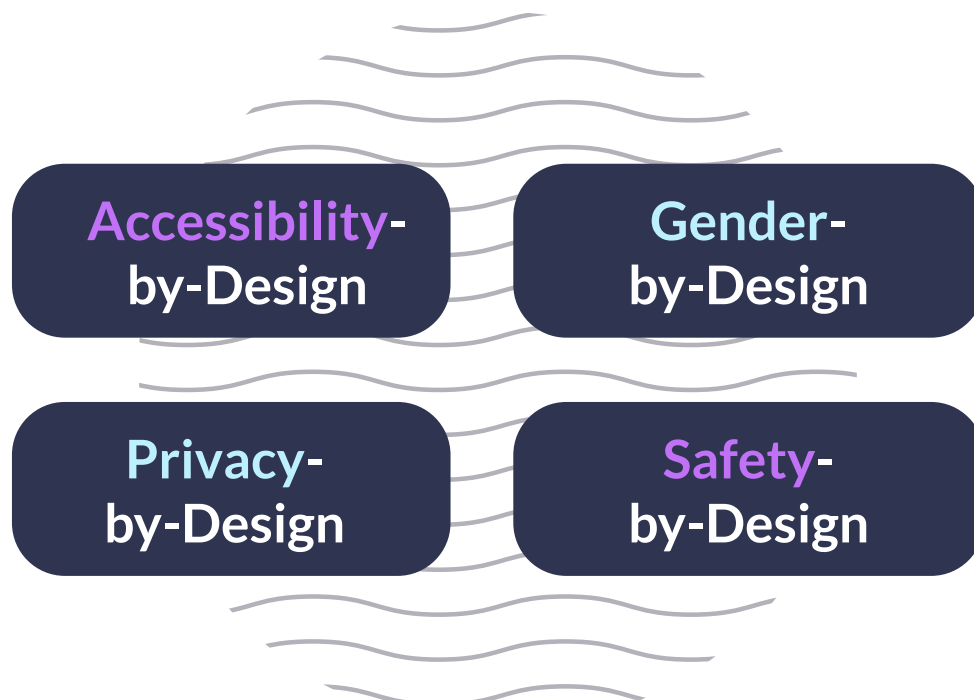 Accessibility-
by-Design
Gender-
by-Design
Privacy-
by-Design
Safety-
by-Design